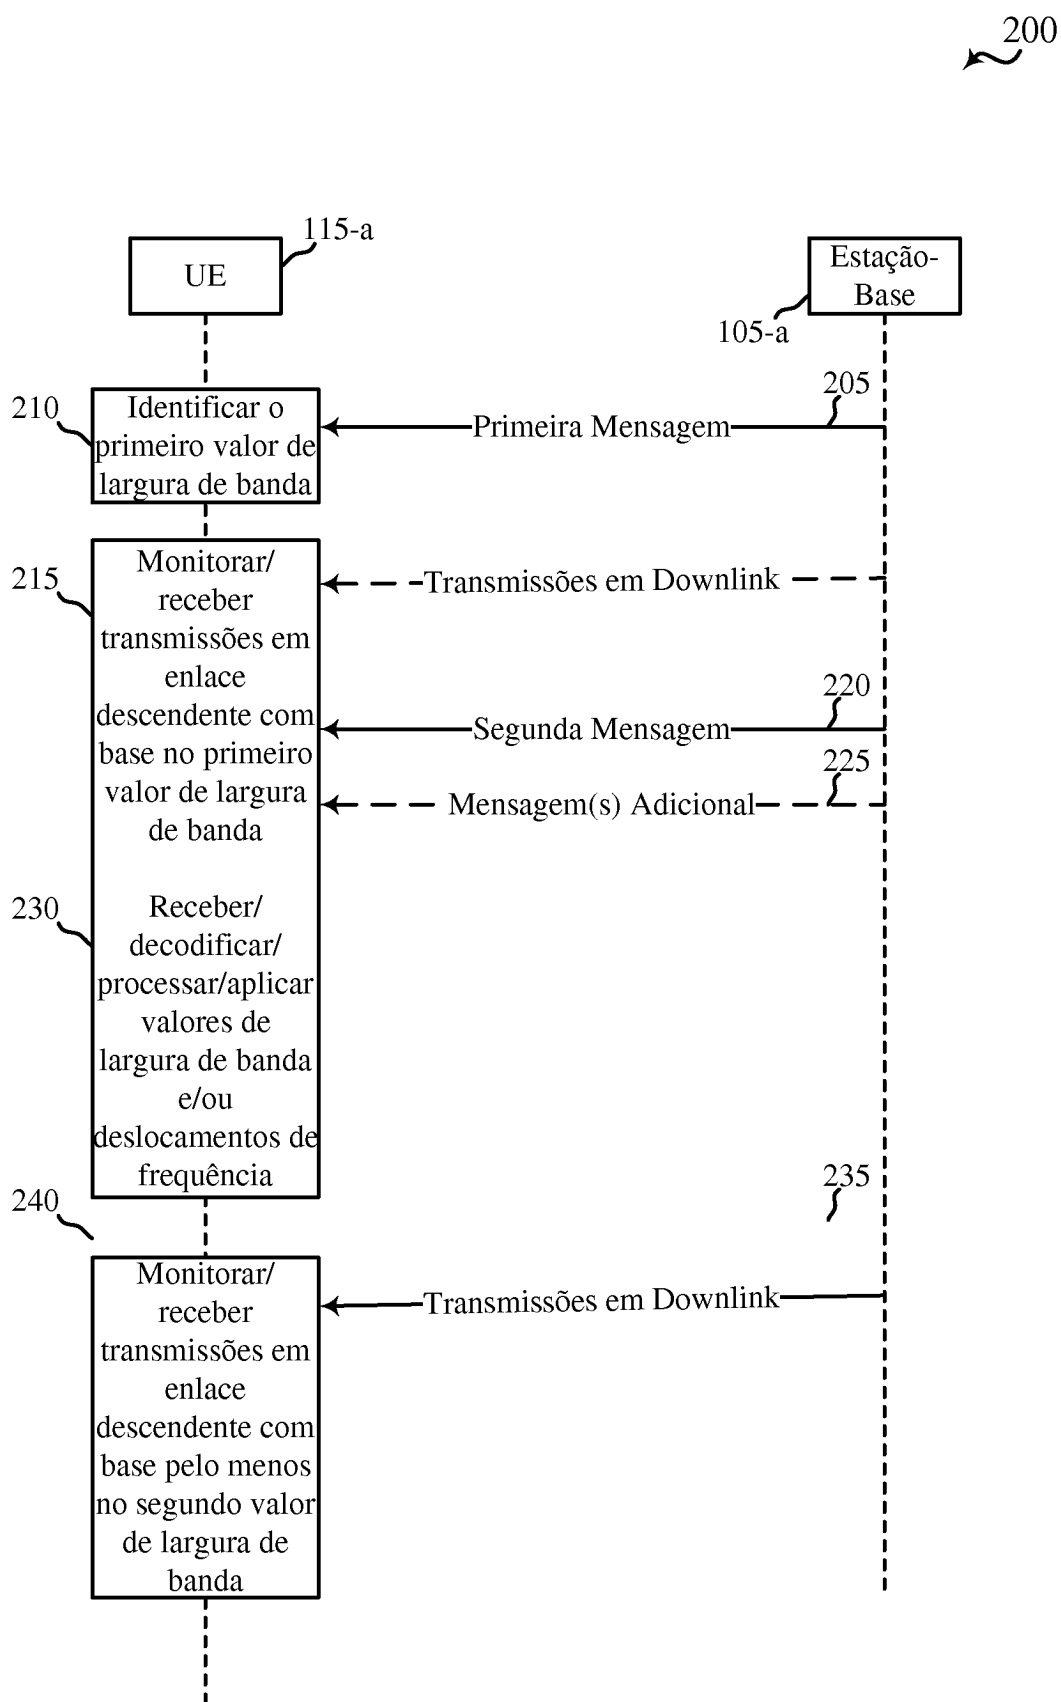 200
115-a
UE
Estação-
Base
105-a
210
Identificar o
primeiro valor de
largura de banda
205
Primeira Mensagem
215
Monitorar/
receber
transmissões em
enlace
descendente com
base no primeiro
valor de largura
de banda
Transmissões em Downlink
220
Segunda Mensagem
225
Mensagem(s) Adicional
230
Receber/
decodificar/
processar/aplicar
valores de
largura de banda
e/ou
deslocamentos de
frequência
235
240
Monitorar/
receber
transmissões em
enlace
descendente com
base pelo menos
no segundo valor
de largura de
banda
Transmissões em Downlink